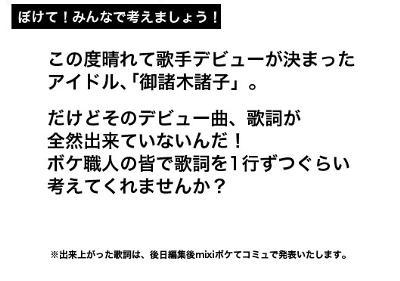 ぼけて！みんなで考えましょう！
この度晴れて歌手デビューが決まった
アイドル、「御諸木諸子」。
だけどそのデビュー曲、歌詞が
全然出来ていないんだ！
ボケ職人の皆で歌詞を1行ずつぐらい
考えてくれませんか？
※出来上がった歌詞は、後日編集後mixiボケてコミュで発表いたします。